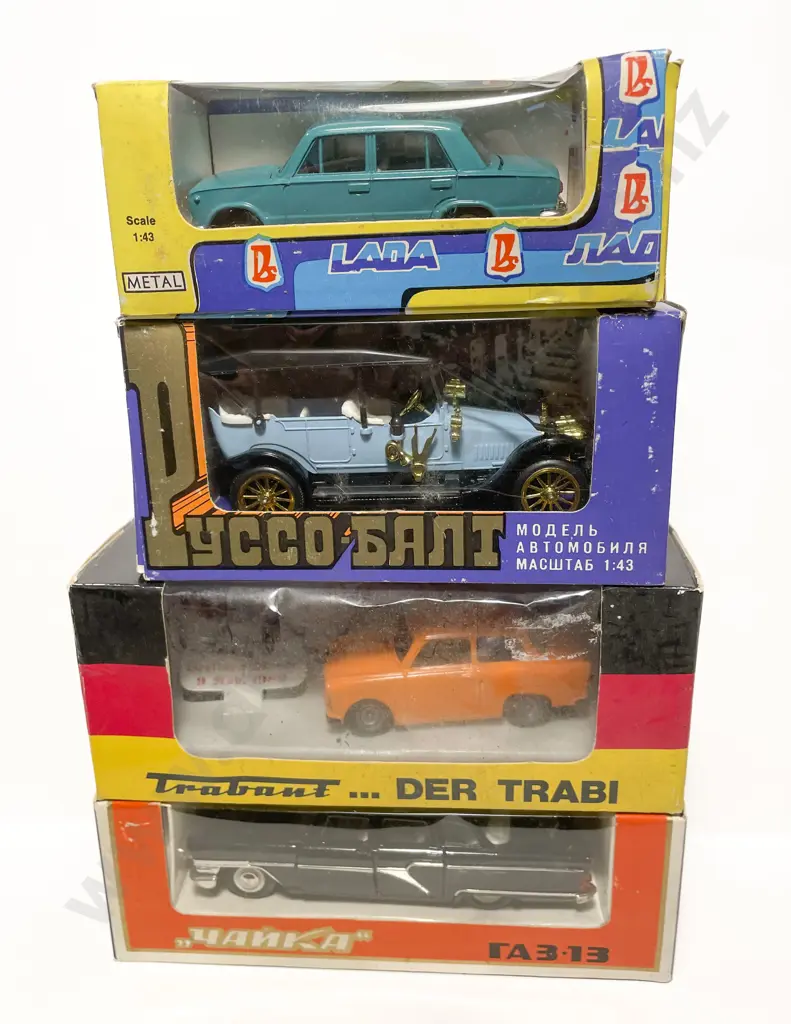 Scale
1:43
METAL
LADA
ЛАД
LA
РУССО-БАЛТ
МОДЕЛЬ
АВТОМОБИЛЯ
МАСШТАБ 1:43
Trabant ... DER TRABI
„ЧАЙКА“
ГАЗ-13